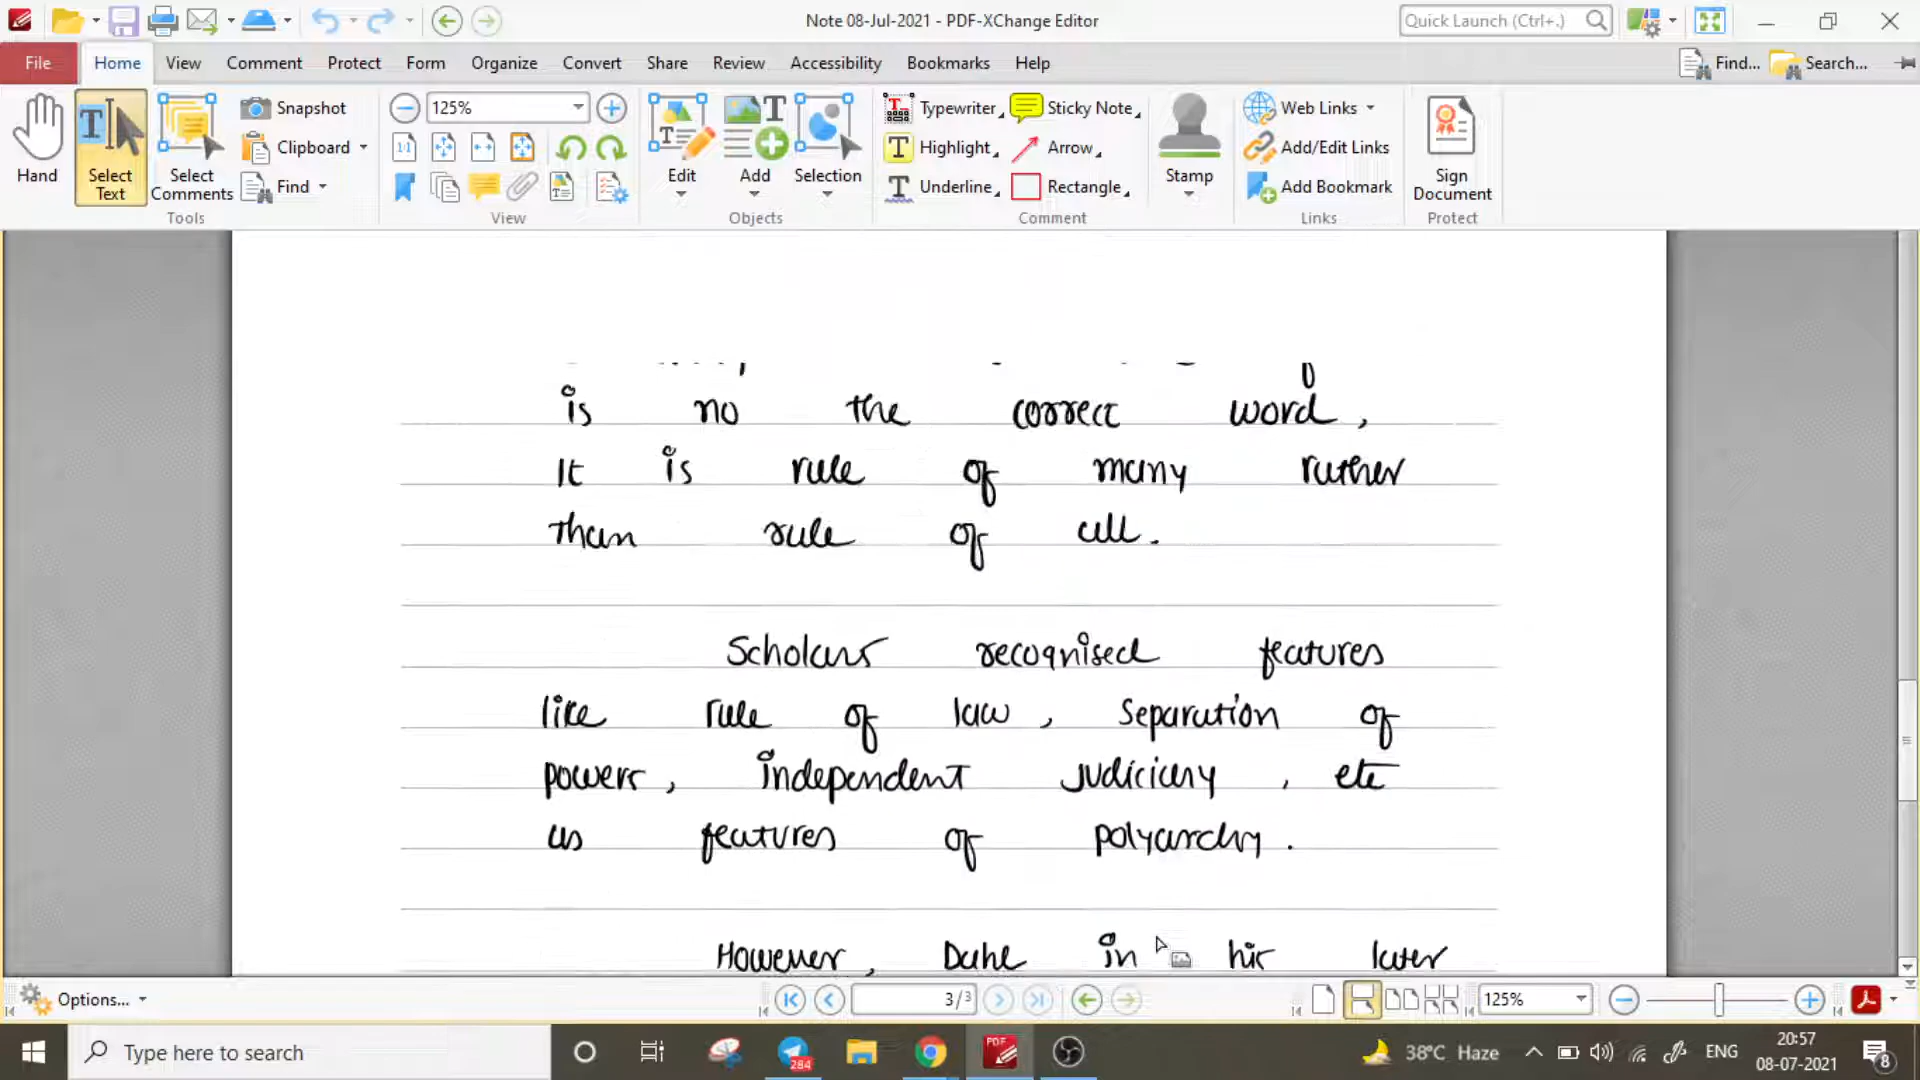 Note 08-Jul-2021 - PDF-XChange Editor
Quick Launch (Ctrl+.)
File Home View Comment Protect Form Organize Convert Share Review Accessibility Bookmarks Help Find... Search...
Hand
Select Text
Select Comments
Snapshot
Clipboard
Find
Tools
125%
View
Edit
Add
Selection
Objects
Typewriter Sticky Note
Highlight Arrow
Underline Rectangle
Comment
Stamp
Web Links
Add/Edit Links
Add Bookmark
Links
Sign Document
Protect
is no the correct word,
It is rule of many rather
than rule of all.
Scholars recognised features
like rule of law, separation of
powers, independent judiciary, etc
as features of polyarchy.
However, Dahl in his later
Options...
3/3
125%
Type here to search
284
PDF
38°C Haze
ENG
20:57
08-07-2021
8